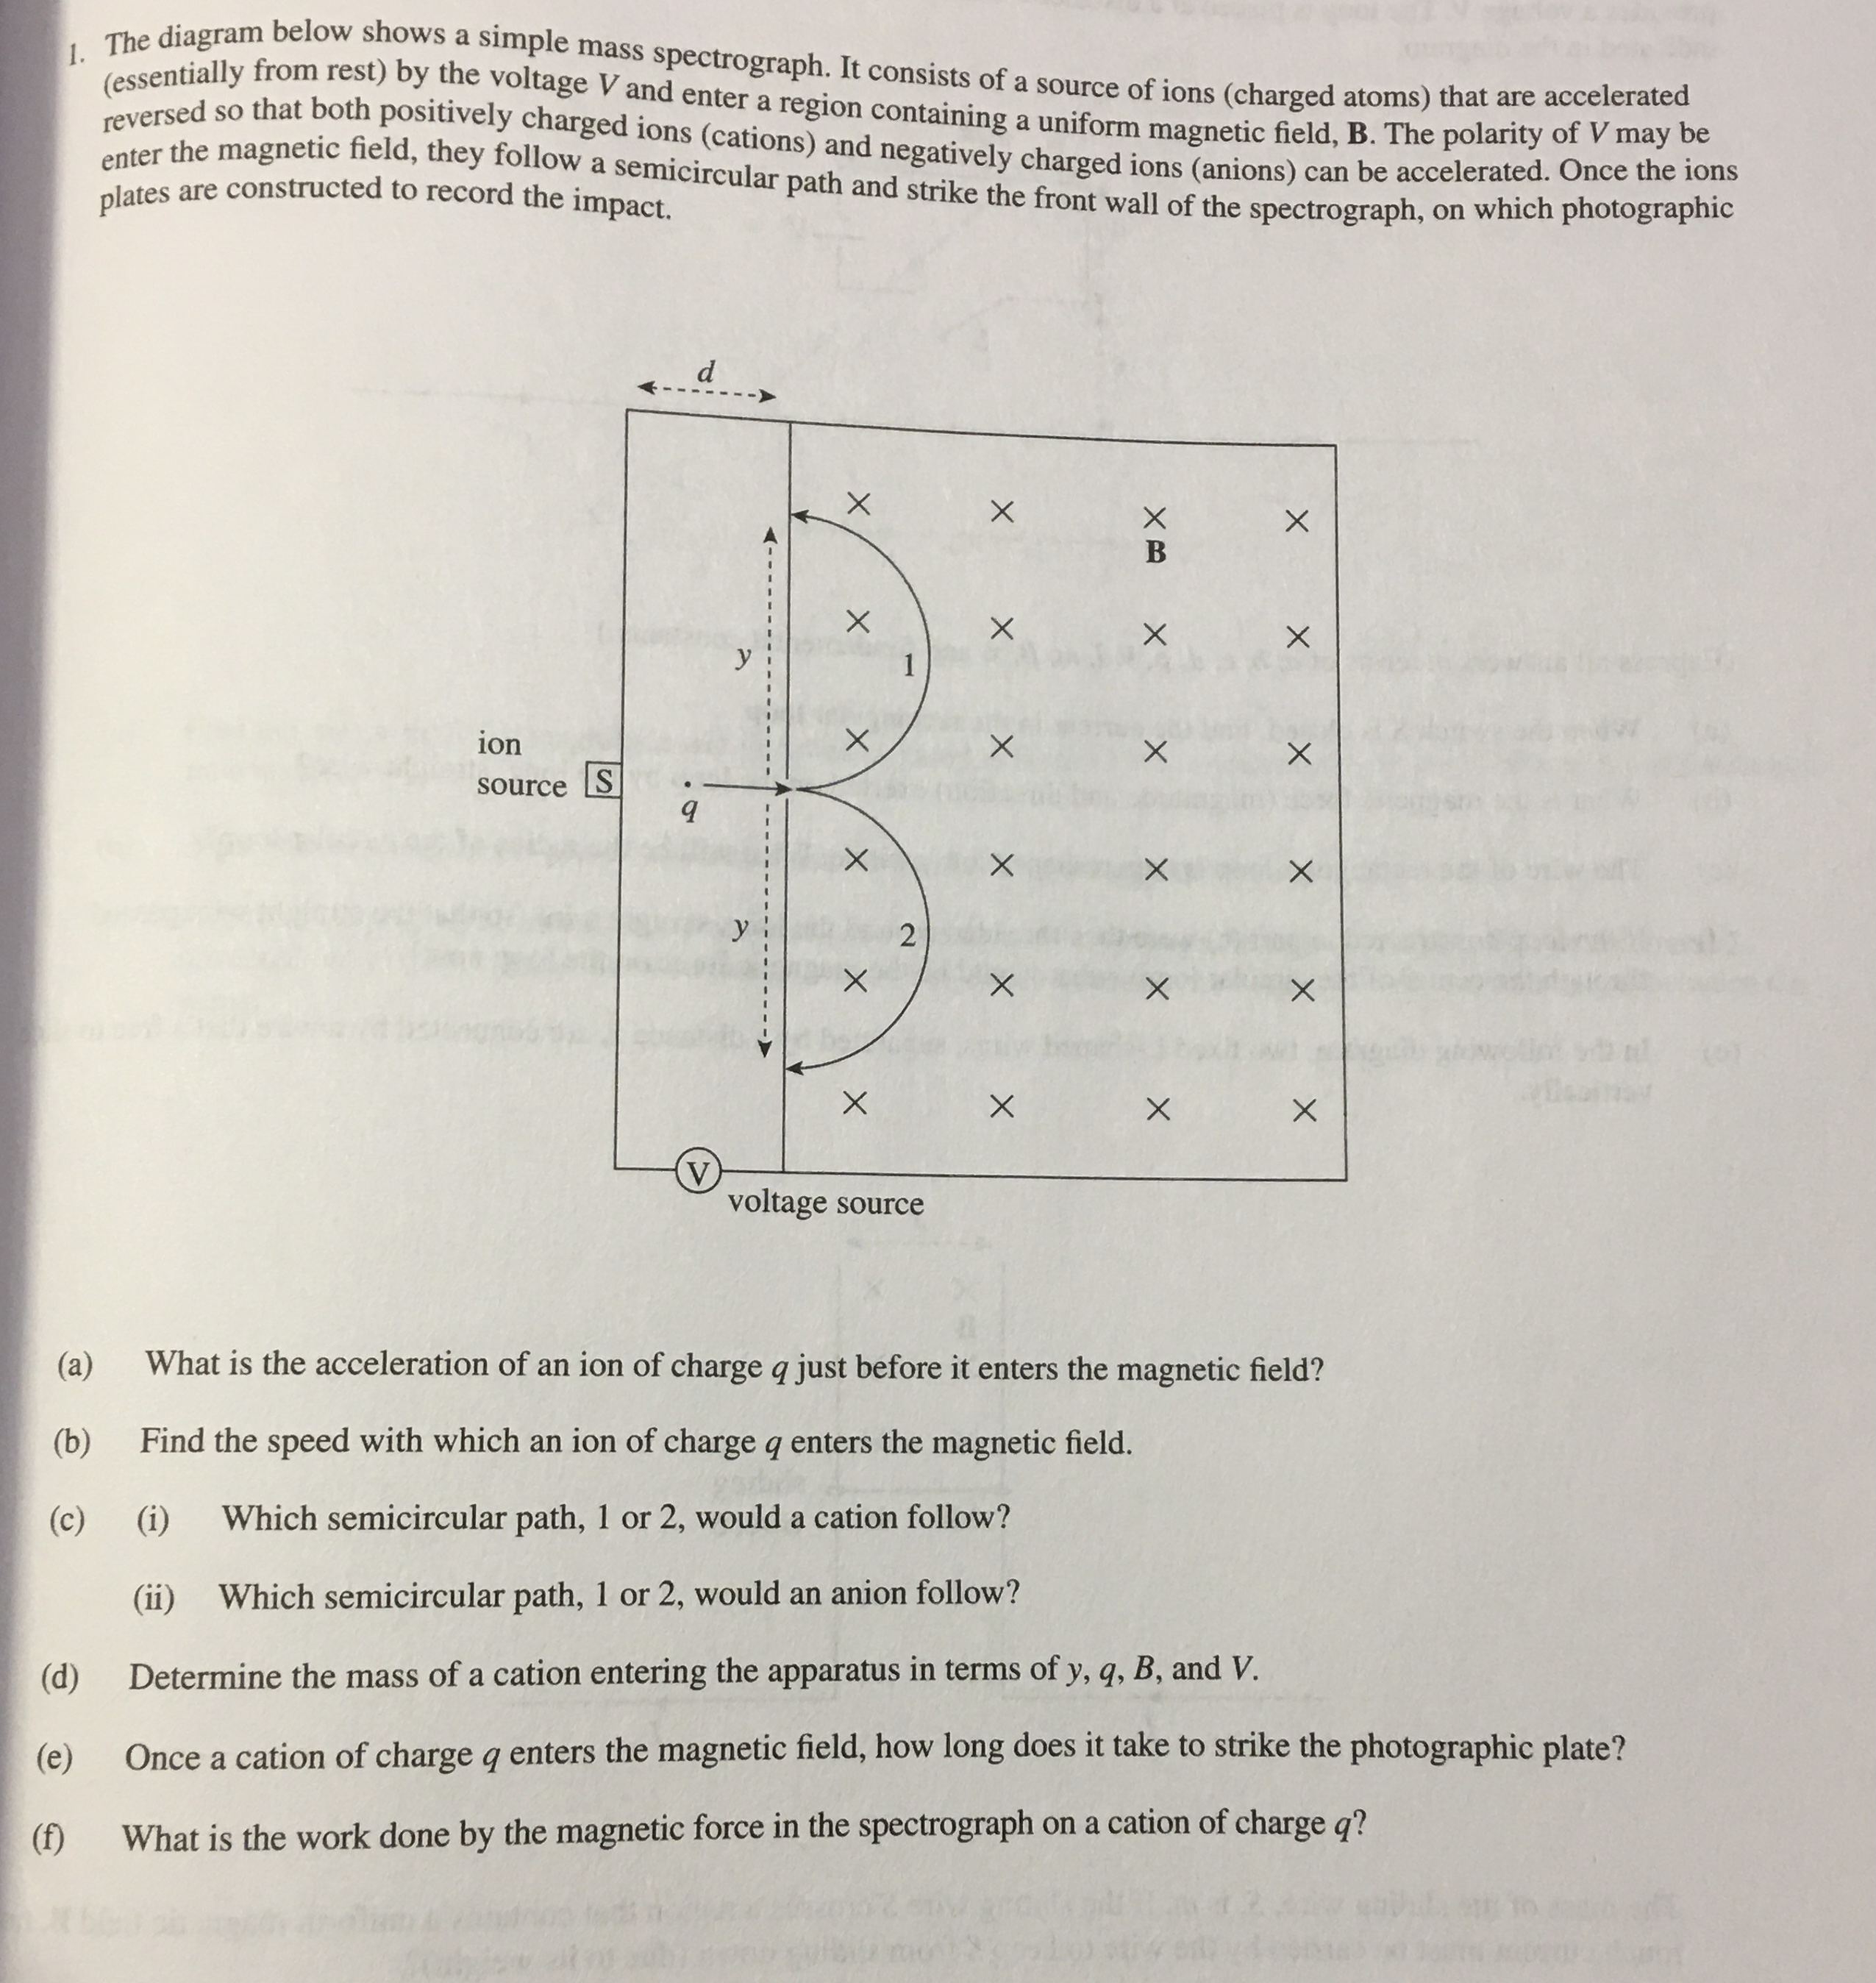 1. The diagram below shows a simple mass spectrograph. It consists of a source of ions (charged atoms) that are accelerated
(essentially from rest) by the voltage V and enter a region containing a uniform magnetic field, B. The polarity of V may be
reversed so that both positively charged ions (cations) and negatively charged ions (anions) can be accelerated. Once the ions
enter the magnetic field, they follow a semicircular path and strike the front wall of the spectrograph, on which photographic
plates are constructed to record the impact.
d
× × × ×
B
× × × ×
y
1
× × × ×
ion
source S
q
× × × ×
y
2
× × × ×
× × × ×
V
voltage source
(a) What is the acceleration of an ion of charge q just before it enters the magnetic field?
(b) Find the speed with which an ion of charge q enters the magnetic field.
(c) (i) Which semicircular path, 1 or 2, would a cation follow?
(ii) Which semicircular path, 1 or 2, would an anion follow?
(d) Determine the mass of a cation entering the apparatus in terms of y, q, B, and V.
(e) Once a cation of charge q enters the magnetic field, how long does it take to strike the photographic plate?
(f) What is the work done by the magnetic force in the spectrograph on a cation of charge q?